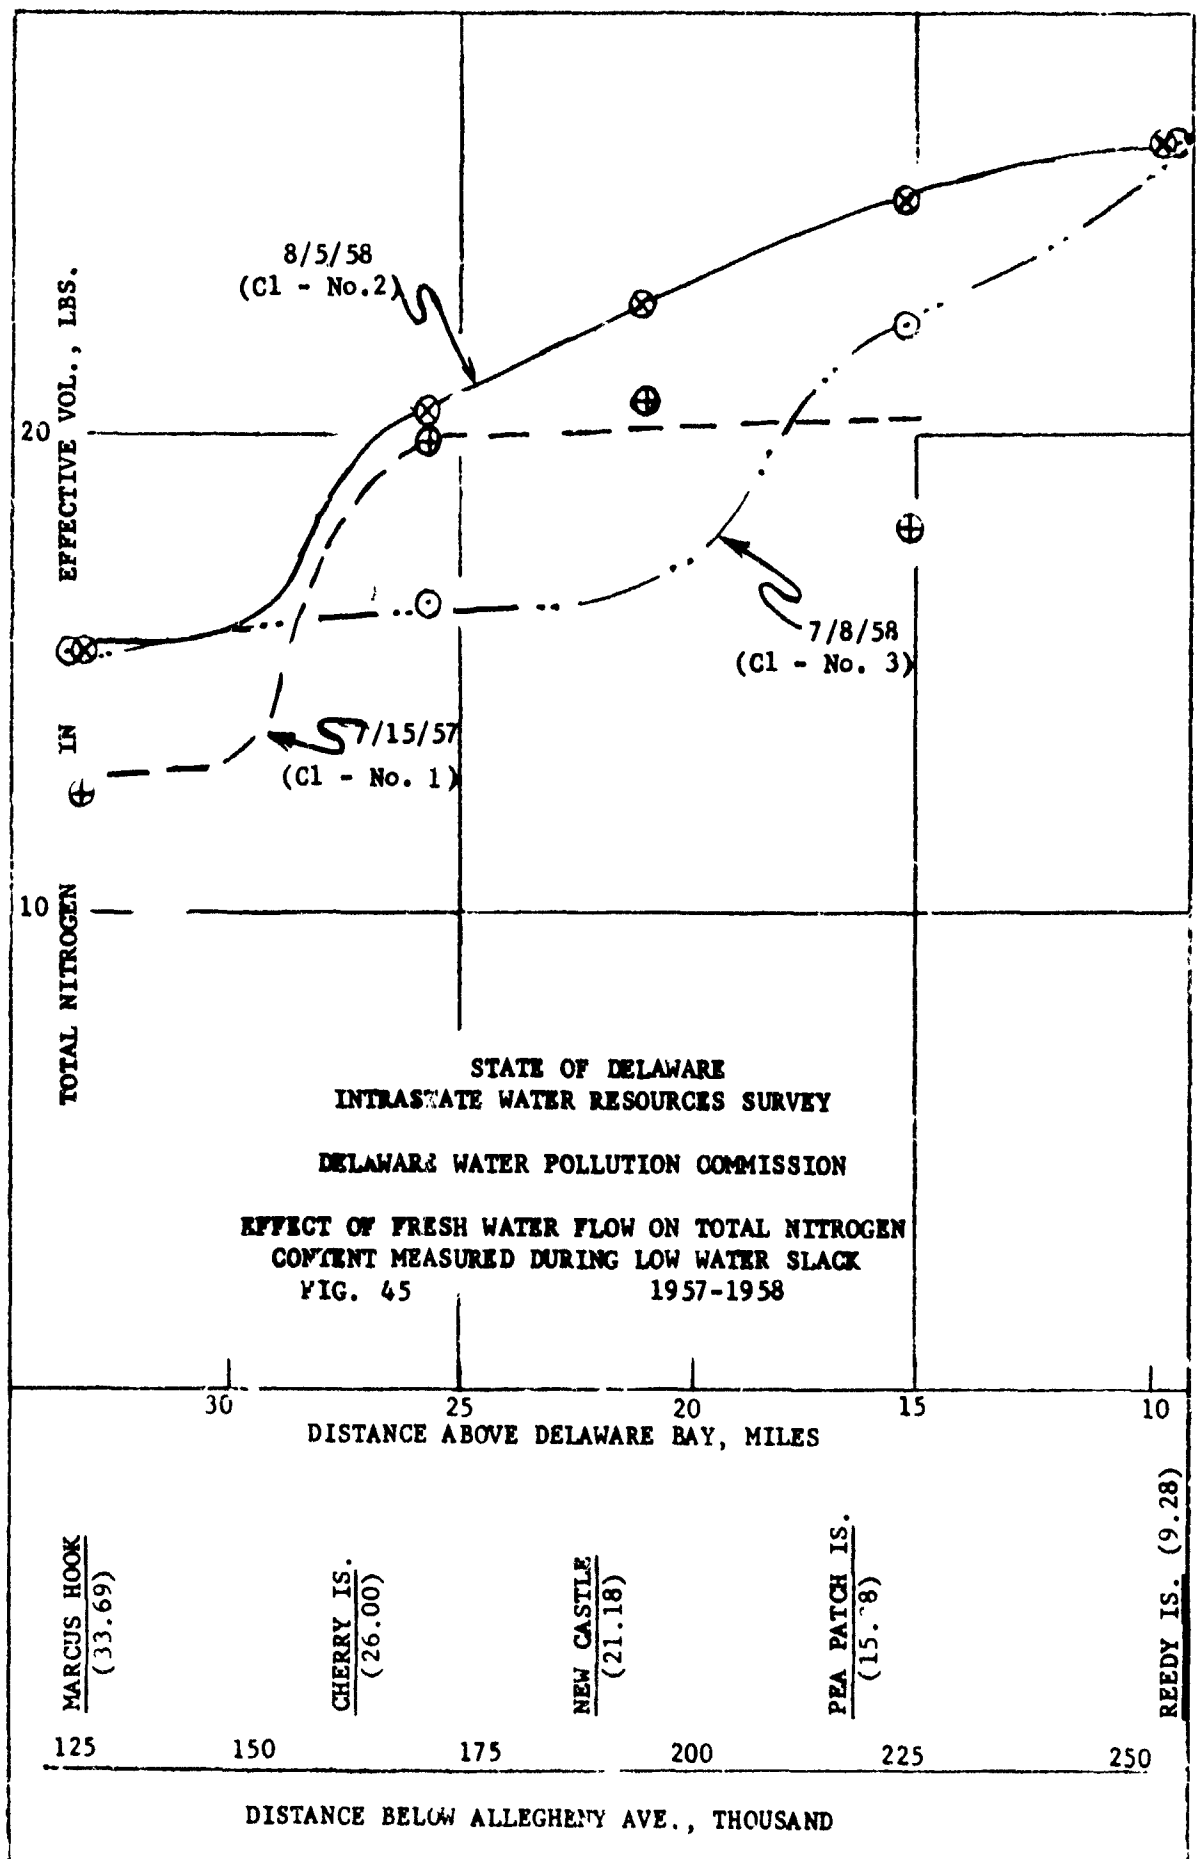 8/5/58
(Cl - No.2)
TOTAL NITROGEN IN EFFECTIVE VOL., LBS.
20
7/8/58
(Cl - No. 3)
7/15/57
(Cl - No. 1)
10
STATE OF DELAWARE
INTRASTATE WATER RESOURCES SURVEY
DELAWARE WATER POLLUTION COMMISSION
EFFECT OF FRESH WATER FLOW ON TOTAL NITROGEN
CONTENT MEASURED DURING LOW WATER SLACK
FIG. 45 1957-1958
30 25 20 15 10
DISTANCE ABOVE DELAWARE BAY, MILES
MARCUS HOOK
(33.69)
CHERRY IS.
(26.00)
NEW CASTLE
(21.18)
PEA PATCH IS.
REEDY IS. (9.28)
125 150 175 200 225 250
DISTANCE BELOW ALLEGHENY AVE., THOUSAND